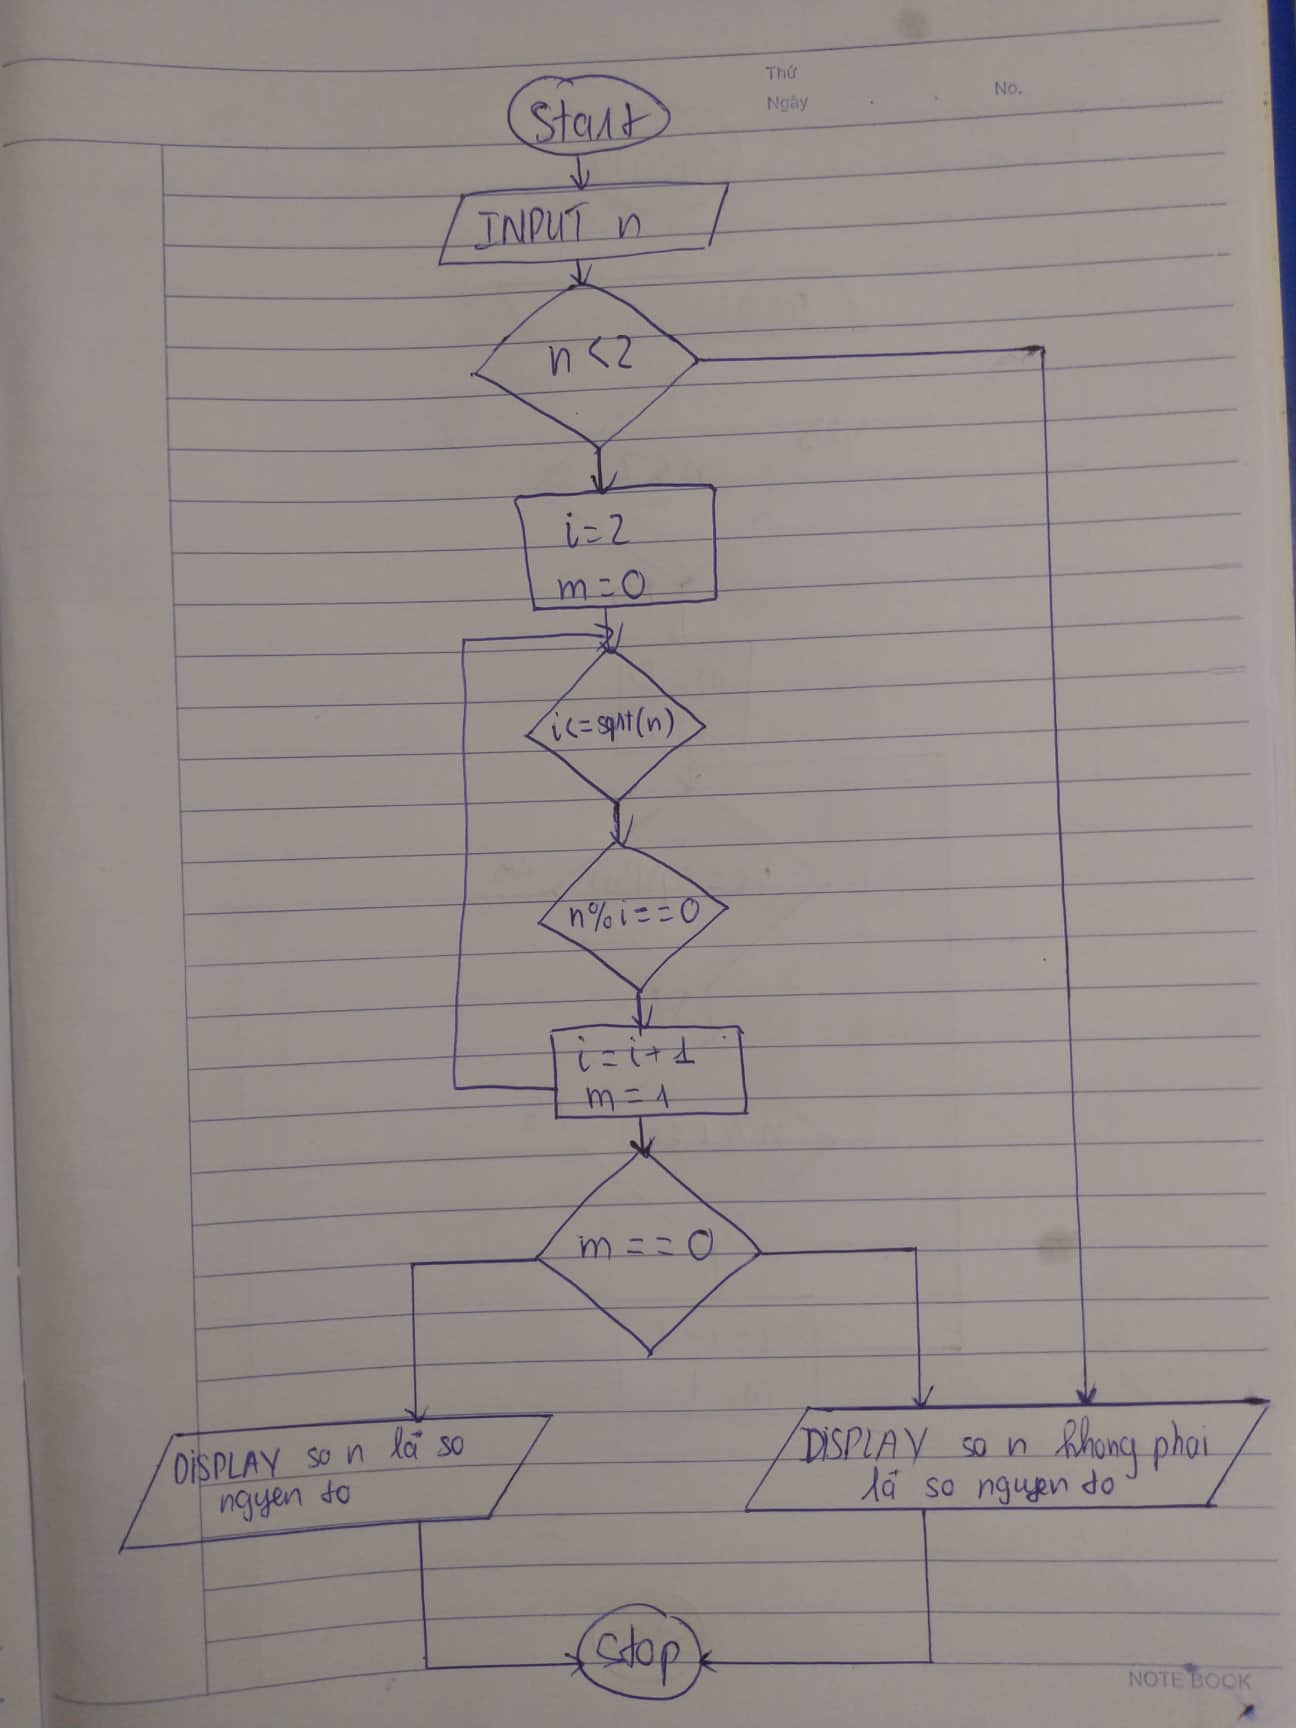 Thứ
Ngày
No.
Start
INPUT n
n<2
i=2
m=0
i<=sqrt(n)
n%i==0
i=i+1
m=1
m==0
DISPLAY so n là so
ngyen to
DISPLAY so n khong phai
là so nguyen to
Stop
NOTE BOOK